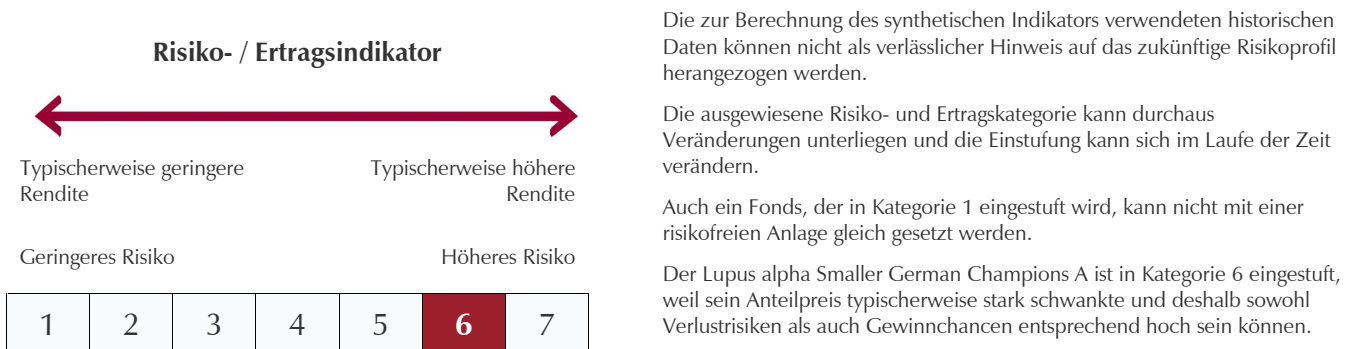 Risiko- / Ertragsindikator
Typischerweise geringere
Rendite
Typischerweise höhere
Rendite
Geringeres Risiko
Höheres Risiko
1 2 3 4 5 6 7
Die zur Berechnung des synthetischen Indikators verwendeten historischen
Daten können nicht als verlässlicher Hinweis auf das zukünftige Risikoprofil
herangezogen werden.
Die ausgewiesene Risiko- und Ertragskategorie kann durchaus
Veränderungen unterliegen und die Einstufung kann sich im Laufe der Zeit
verändern.
Auch ein Fonds, der in Kategorie 1 eingestuft wird, kann nicht mit einer
risikofreien Anlage gleich gesetzt werden.
Der Lupus alpha Smaller German Champions A ist in Kategorie 6 eingestuft,
weil sein Anteilpreis typischerweise stark schwankte und deshalb sowohl
Verlustrisiken als auch Gewinnchancen entsprechend hoch sein können.